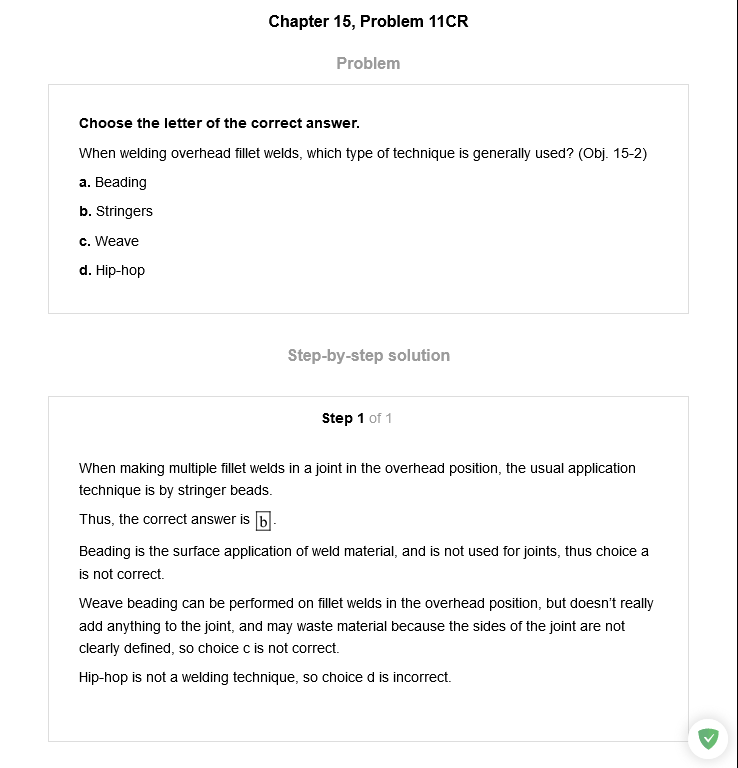 Chapter 15, Problem 11CR
Problem
Choose the letter of the correct answer.
When welding overhead fillet welds, which type of technique is generally used? (Obj. 15-2)
a. Beading
b. Stringers
c. Weave
d. Hip-hop
Step-by-step solution
Step 1 of 1
When making multiple fillet welds in a joint in the overhead position, the usual application
technique is by stringer beads.
Thus, the correct answer is b.
Beading is the surface application of weld material, and is not used for joints, thus choice a
is not correct.
Weave beading can be performed on fillet welds in the overhead position, but doesn’t really
add anything to the joint, and may waste material because the sides of the joint are not
clearly defined, so choice c is not correct.
Hip-hop is not a welding technique, so choice d is incorrect.